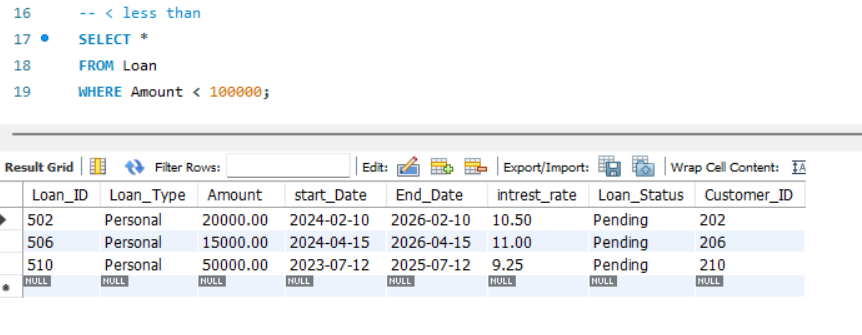 16 -- < less than
17 SELECT *
18 FROM Loan
19 WHERE Amount < 100000;
Result Grid Filter Rows: Edit: Export/Import: Wrap Cell Content: IA
Loan_ID Loan_Type Amount start_Date End_Date intrest_rate Loan_Status Customer_ID
502 Personal 20000.00 2024-02-10 2026-02-10 10.50 Pending 202
506 Personal 15000.00 2024-04-15 2026-04-15 11.00 Pending 206
510 Personal 50000.00 2023-07-12 2025-07-12 9.25 Pending 210
* NULL NULL NULL NULL NULL NULL NULL NULL